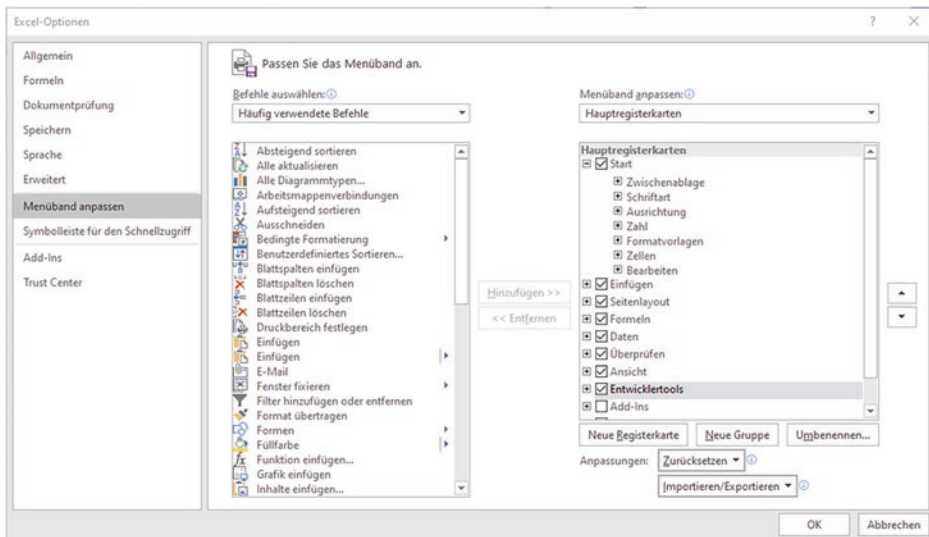 Excel-Optionen
?
Allgemein
Formeln
Dokumentprüfung
Speichern
Sprache
Erweitert
Menüband anpassen
Symbolleiste für den Schnellzugriff
Add-Ins
Trust Center
Passen Sie das Menüband an.
Befehle auswählen:
Häufig verwendete Befehle
Absteigend sortieren
Alle aktualisieren
Alle Diagrammtypen...
Arbeitsmappenverbindungen
Aufsteigend sortieren
Ausschneiden
Bedingte Formatierung
Benutzerdefiniertes Sortieren...
Blattspalten einfügen
Blattspalten löschen
Blattzeilen einfügen
Blattzeilen löschen
Druckbereich festlegen
Einfügen
Einfügen
E-Mail
Fenster fixieren
Filter hinzufügen oder entfernen
Format übertragen
Formen
Füllfarbe
Funktion einfügen...
Grafik einfügen
Inhalte einfügen...
Hinzufügen >>
<< Entfernen
Menüband anpassen:
Hauptregisterkarten
Hauptregisterkarten
Start
Zwischenablage
Schriftart
Ausrichtung
Zahl
Formatvorlagen
Zellen
Bearbeiten
Einfügen
Seitenlayout
Formeln
Daten
Überprüfen
Ansicht
Entwicklertools
Add-Ins
Neue Registerkarte
Neue Gruppe
Umbenennen...
Anpassungen:
Zurücksetzen
Importieren/Exportieren
OK
Abbrechen